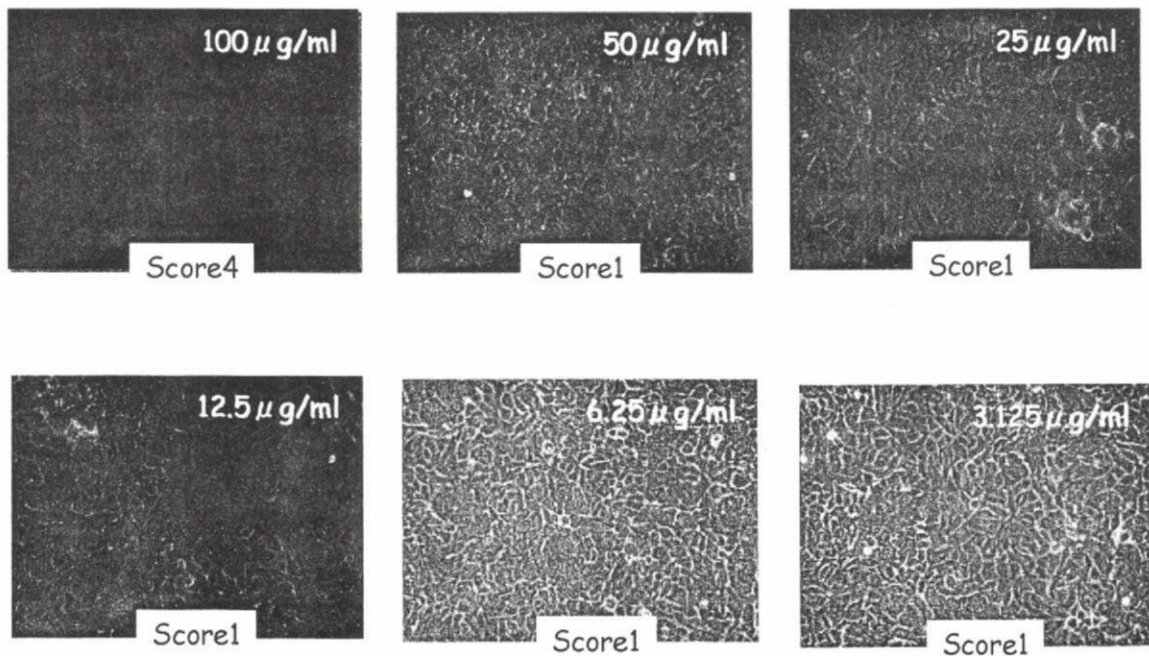 100 μg/ml
50 μg/ml
25 μg/ml
Score4
Score1
Score1
12.5 μg/ml
6.25 μg/ml
3.125 μg/ml
Score1
Score1
Score1